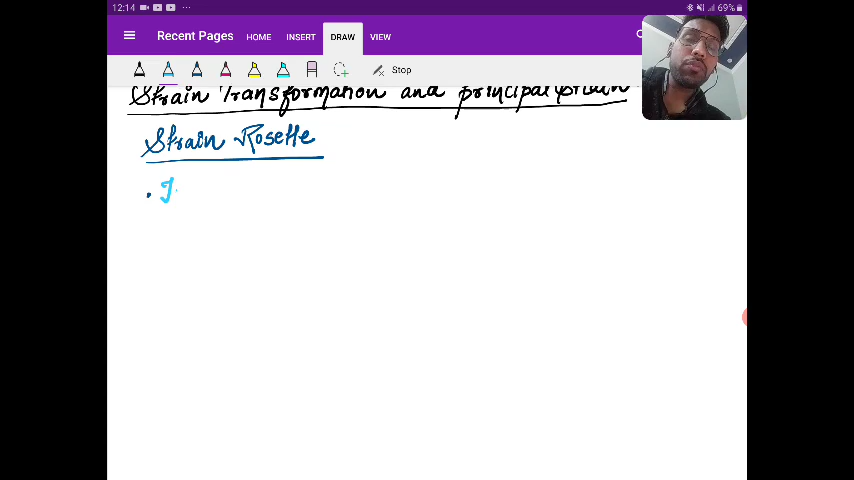 12:14 ... 69%
Recent Pages HOME INSERT DRAW VIEW
Stop
Strain Transformation and principal Strain
Strain Rosette
. I